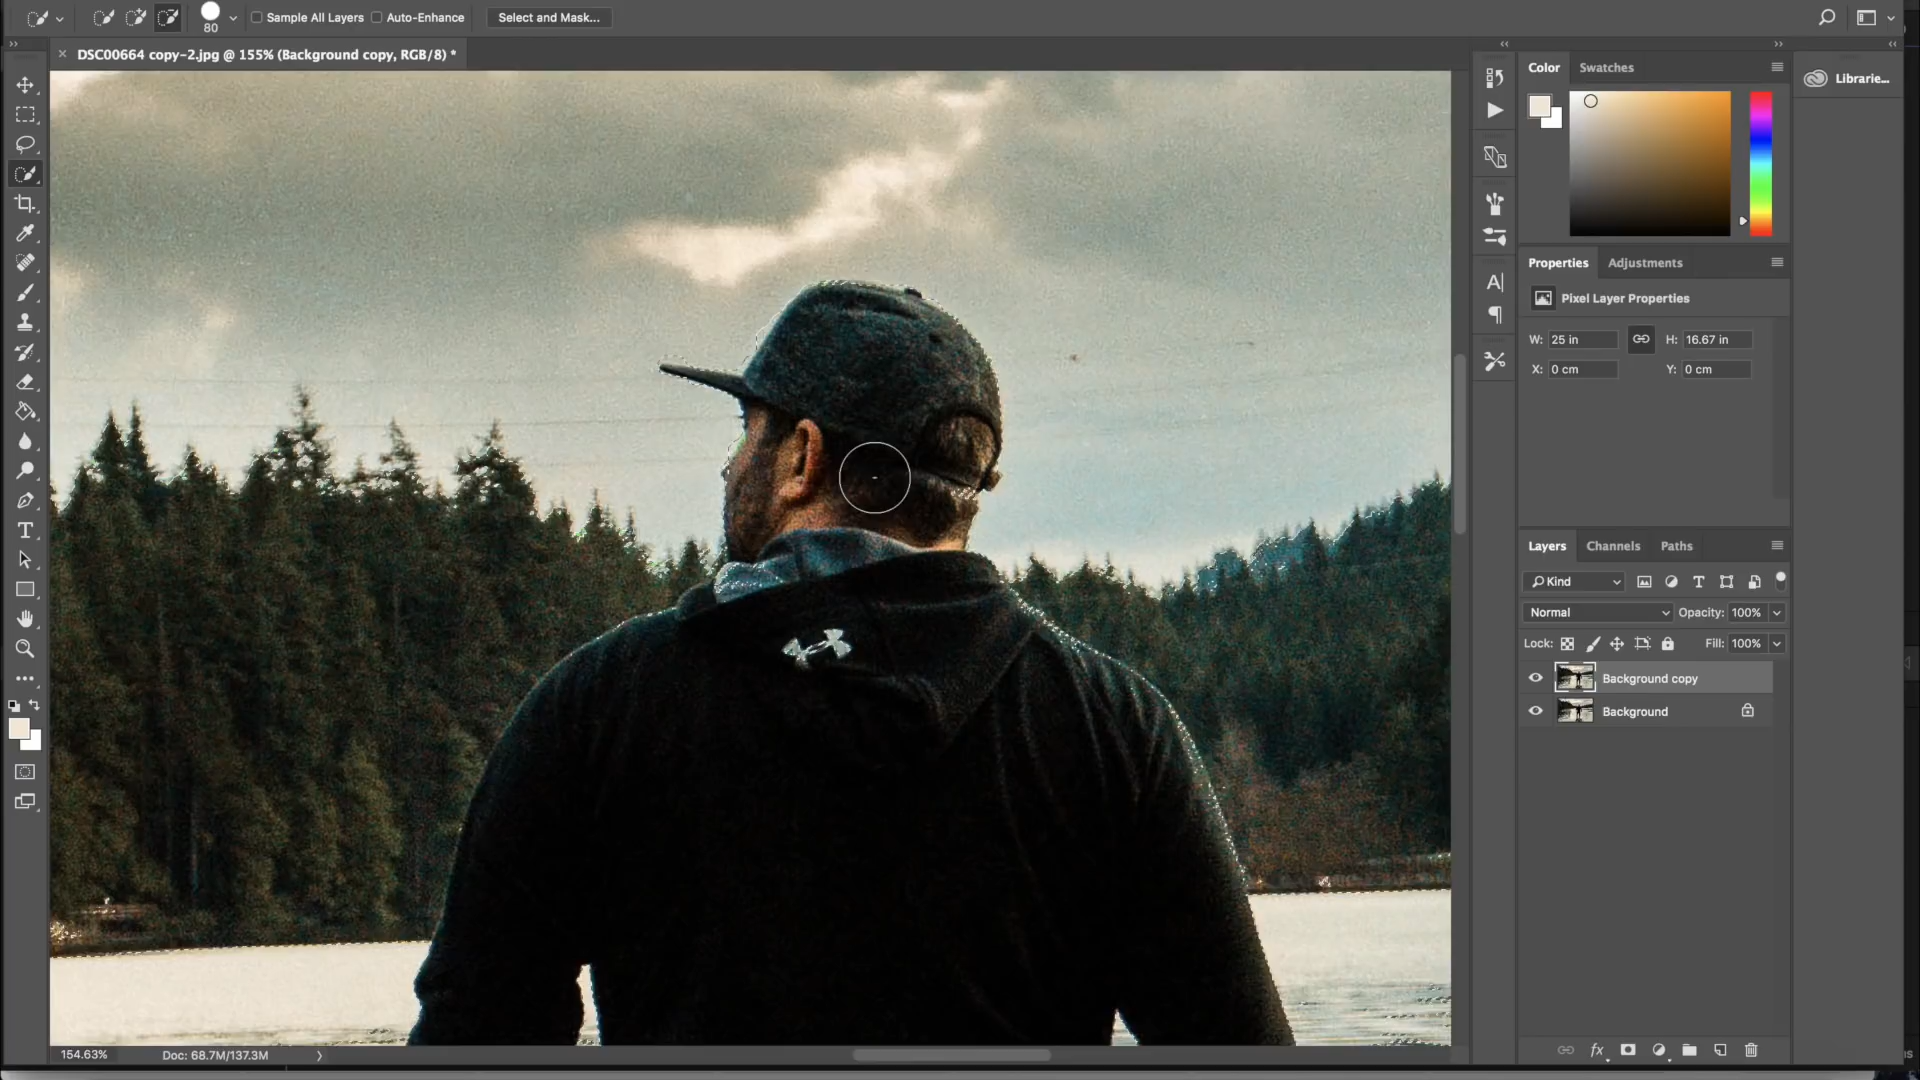 80
Sample All Layers
Auto-Enhance
Select and Mask...
DSC00664 copy-2.jpg @ 155% (Background copy, RGB/8) *
Color
Swatches
Librarie...
Properties
Adjustments
Pixel Layer Properties
W: 25 in
H: 16.67 in
X: 0 cm
Y: 0 cm
Layers
Channels
Paths
Kind
Normal
Opacity: 100%
Lock:
Fill: 100%
Background copy
Background
154.63%
Doc: 68.7M/137.3M